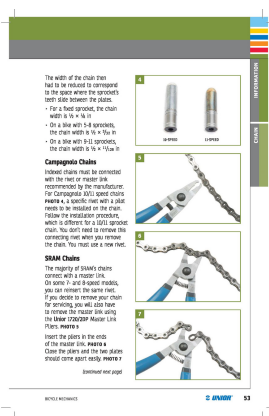 The width of the chain then
had to be reduced to correspond
to the space where the sprocket's
teeth slide between the plates.
• For a fixed sprocket, the chain
width is ½ × ⅛ in
• On a bike with 5-8 sprockets,
the chain width is ½ × ³⁄₃₂ in
• On a bike with 9-11 sprockets,
the chain width is ½ × ¹¹⁄₁₂₈ in
Campagnolo Chains
Indexed chains must be connected
with the rivet or master link
recommended by the manufacturer.
For Campagnolo 10/11 speed chains
PHOTO 4, a specific rivet with a pilot
needs to be installed on the chain.
Follow the installation procedure,
which is different for a 10/11 sprocket
chain. You don't need to remove this
connecting rivet when you remove
the chain. You must use a new rivet.
SRAM Chains
The majority of SRAM's chains
connect with a master link.
On some 7- and 8-speed models,
you can reinsert the same rivet.
If you decide to remove your chain
for servicing, you will also have
to remove the master link using
the Unior 1720/2DP Master Link
Pliers. PHOTO 5
Insert the pliers in the ends
of the master link. PHOTO 6
Close the pliers and the two plates
should come apart easily. PHOTO 7
(continued next page)
4
10-SPEED
11-SPEED
5
6
7
INFORMATION
CHAIN
BICYCLE MECHANICS
UNIOR
53